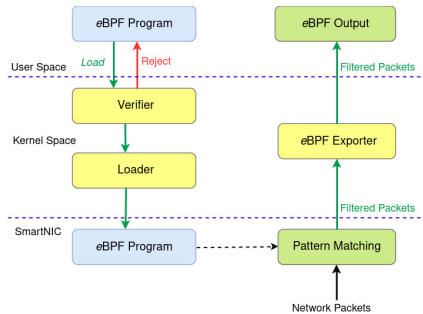 eBPF Program
eBPF Output
Load
Reject
User Space
Filtered Packets
Verifier
Kernel Space
eBPF Exporter
Loader
Filtered Packets
SmartNIC
eBPF Program
Pattern Matching
Network Packets